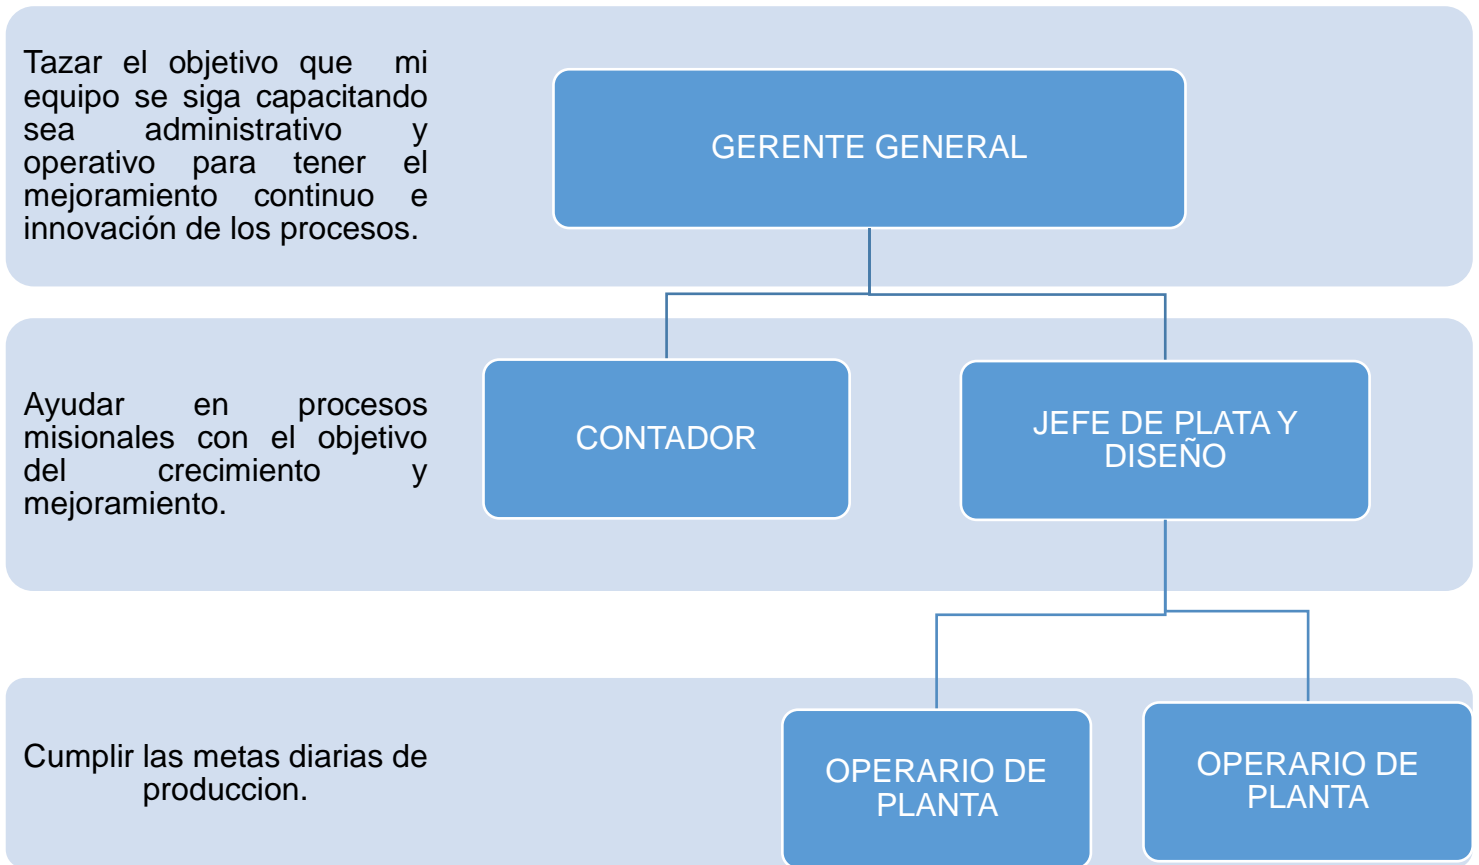 Tazar el objetivo que mi
equipo se siga capacitando
sea administrativo y
operativo para tener el
mejoramiento continuo e
innovación de los procesos.
GERENTE GENERAL
Ayudar en procesos
misionales con el objetivo
del crecimiento y
mejoramiento.
CONTADOR
JEFE DE PLATA Y
DISEÑO
Cumplir las metas diarias de
produccion.
OPERARIO DE
PLANTA
OPERARIO DE
PLANTA